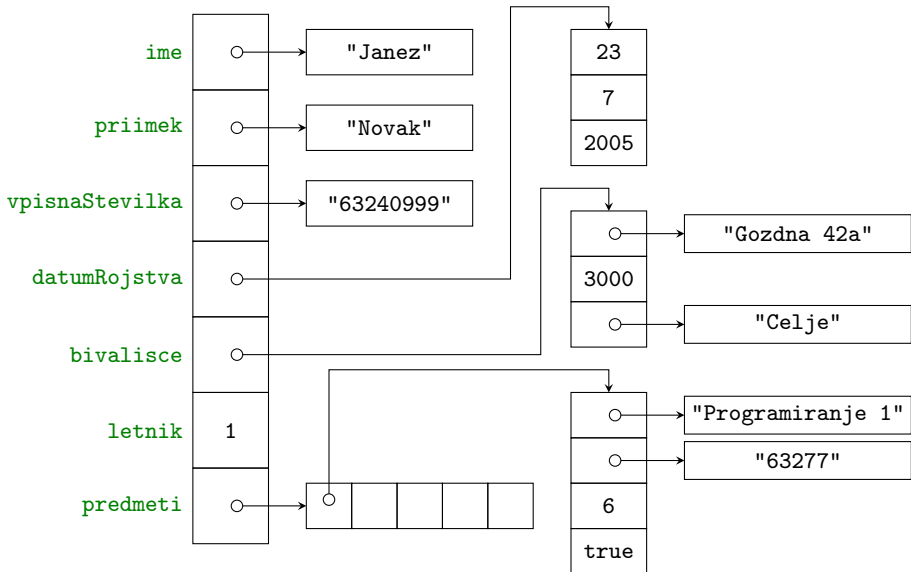 ime "Janez"
priimek "Novak"
vpisnaStevilka "63240999"
datumRojstva
23
7
2005
bivalisce
"Gozdna 42a"
3000
"Celje"
letnik 1
predmeti
"Programiranje 1"
"63277"
6
true